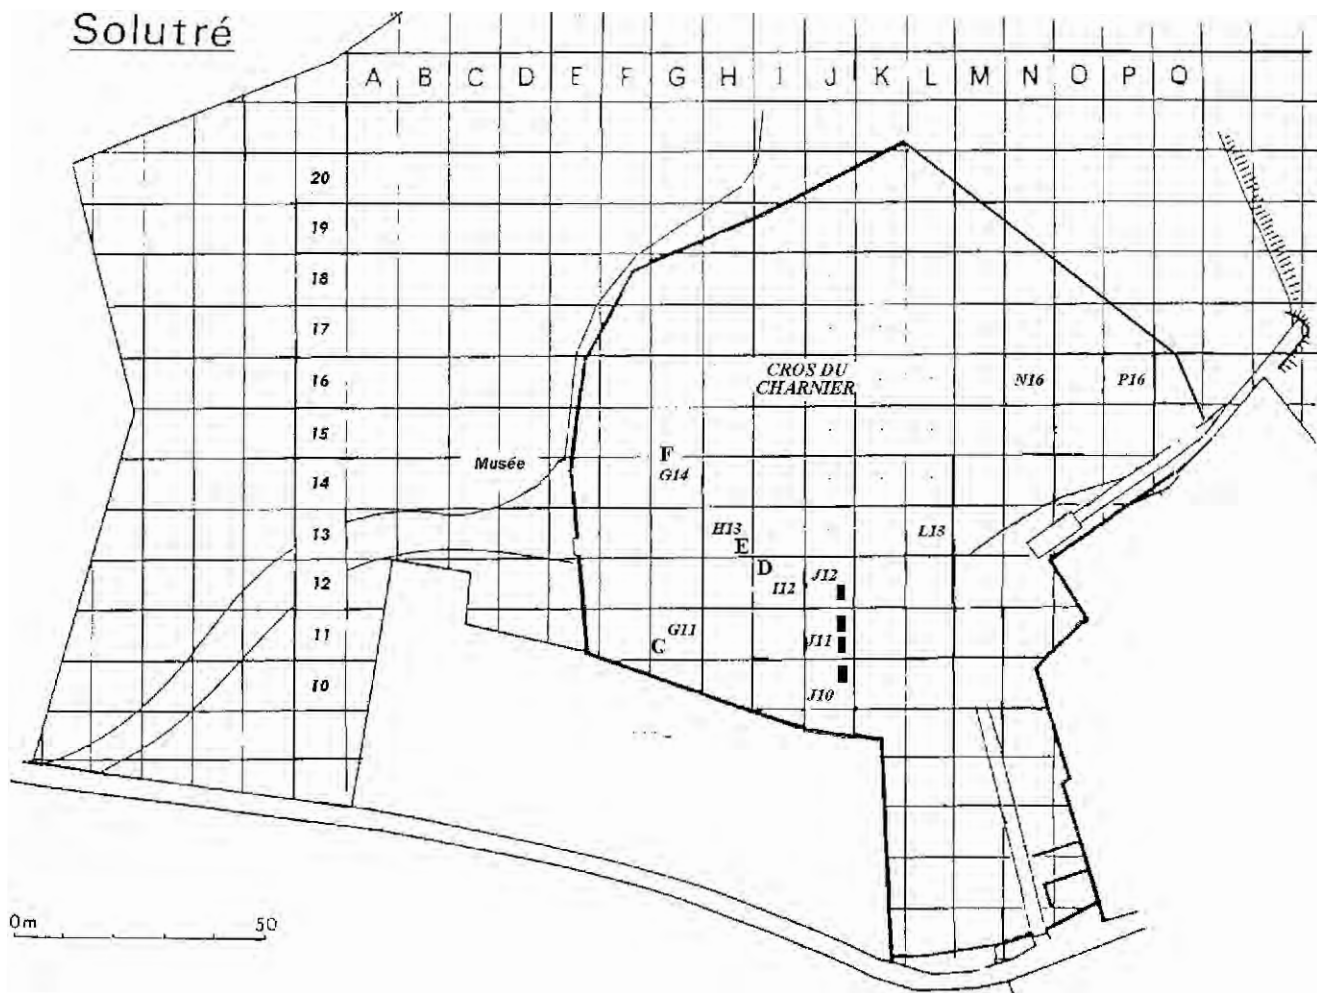 Solutré
A B C D E F G H I J K L M N O P Q
20
19
18
17
CROS DU
CHARNIER
16 N16 P16
15
Musée F
14 G14
13 H13 L13
E
D
12 I12 J12
11 G11 J11
C
10 J10
0m 50